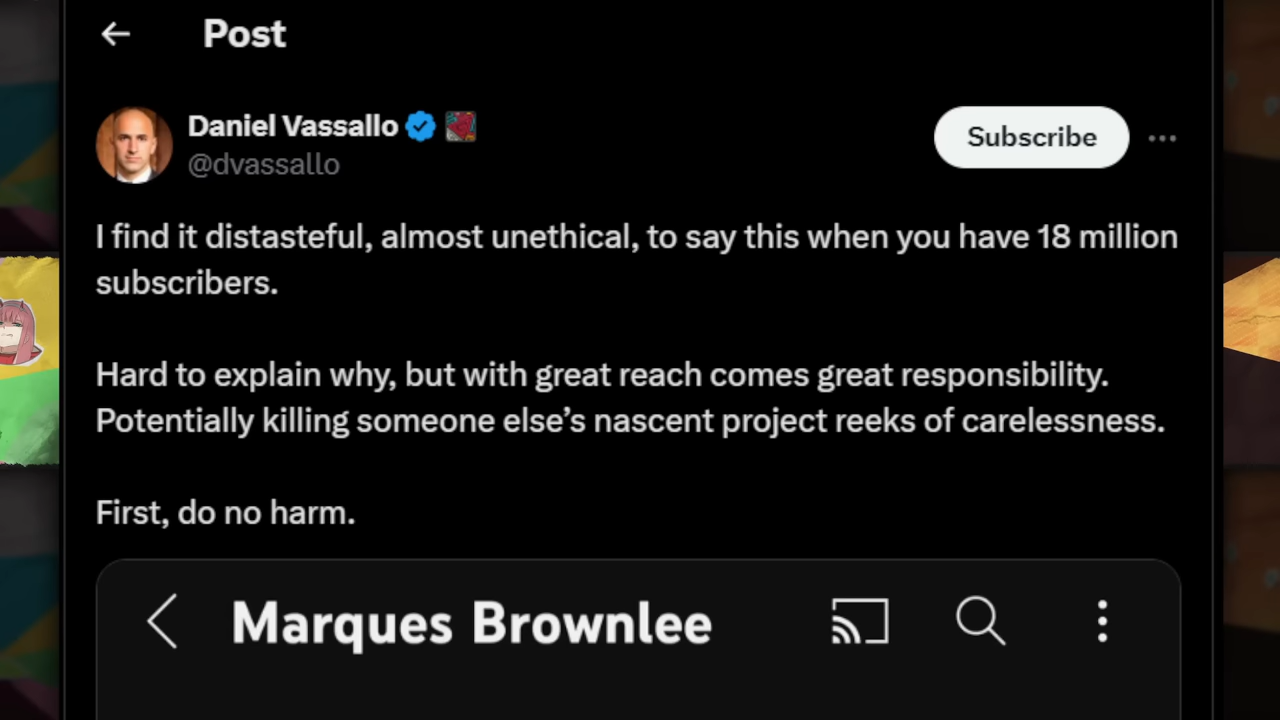 Post
Daniel Vassallo
@dvassallo
Subscribe
I find it distasteful, almost unethical, to say this when you have 18 million
subscribers.
Hard to explain why, but with great reach comes great responsibility.
Potentially killing someone else’s nascent project reeks of carelessness.
First, do no harm.
Marques Brownlee